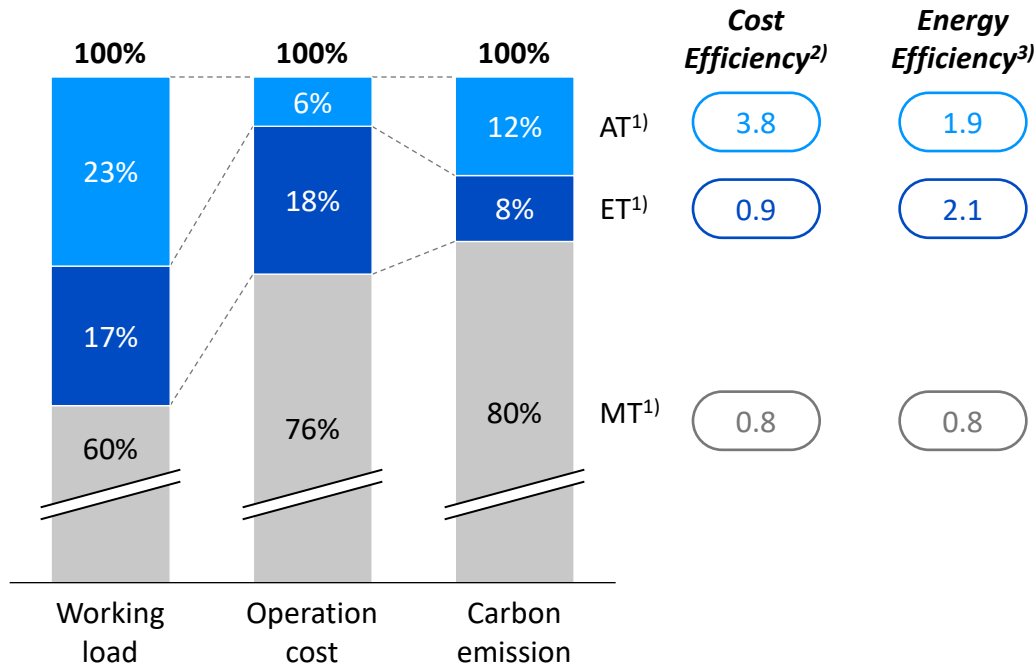 100%
100%
100%
Cost
Efficiency2)
Energy
Efficiency3)
23%
6%
12%
AT1)
3.8
1.9
17%
18%
8%
ET1)
0.9
2.1
60%
76%
80%
MT1)
0.8
0.8
Working
load
Operation
cost
Carbon
emission